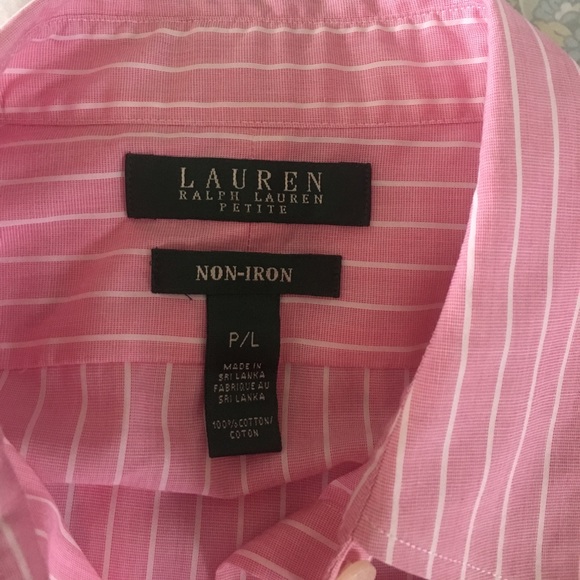 LAUREN
RALPH LAUREN
PETITE
NON-IRON
P/L
MADE IN
SRI LANKA
FABRIQUE AU
SRI LANKA
100% COTTON/
COTON